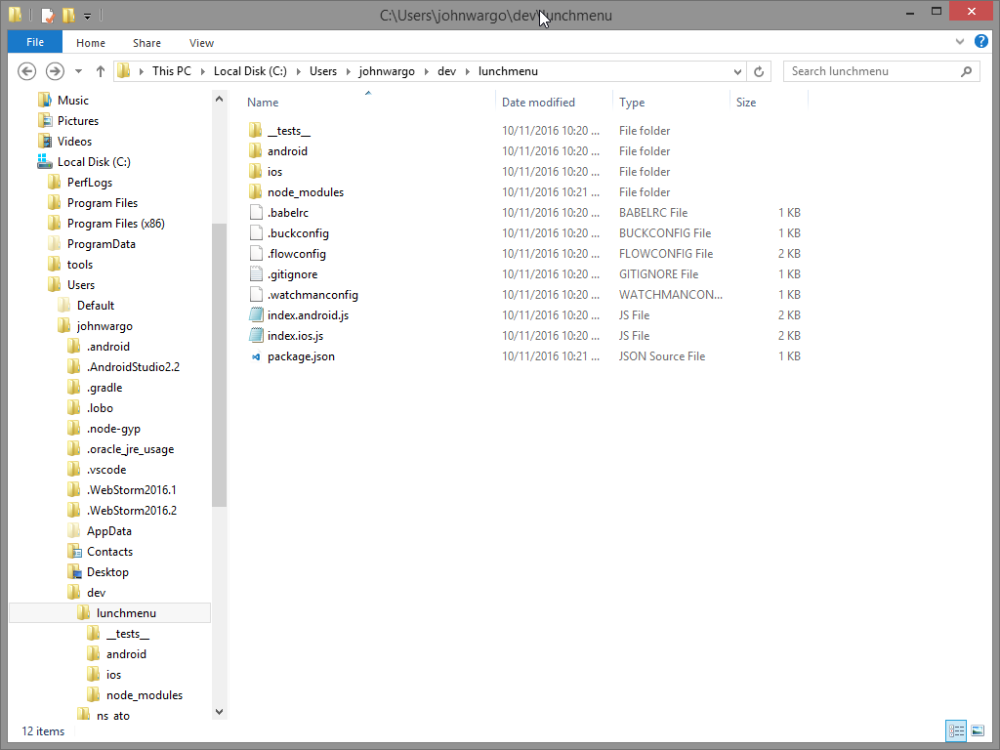 C:\Users\johnwargo\dev\lunchmenu
File Home Share View
This PC Local Disk (C:) Users johnwargo dev lunchmenu Search lunchmenu
Music
Pictures
Videos
Local Disk (C:)
PerfLogs
Program Files
Program Files (x86)
ProgramData
tools
Users
Default
johnwargo
.android
.AndroidStudio2.2
.gradle
.lobo
.node-gyp
.oracle_jre_usage
.vscode
.WebStorm2016.1
.WebStorm2016.2
AppData
Contacts
Desktop
dev
lunchmenu
__tests__
android
ios
node_modules
ns_ato
Name Date modified Type Size
__tests__ 10/11/2016 10:20 ... File folder
android 10/11/2016 10:20 ... File folder
ios 10/11/2016 10:20 ... File folder
node_modules 10/11/2016 10:21 ... File folder
.babelrc 10/11/2016 10:20 ... BABELRC File 1 KB
.buckconfig 10/11/2016 10:20 ... BUCKCONFIG File 1 KB
.flowconfig 10/11/2016 10:20 ... FLOWCONFIG File 2 KB
.gitignore 10/11/2016 10:20 ... GITIGNORE File 1 KB
.watchmanconfig 10/11/2016 10:20 ... WATCHMANCON... 1 KB
index.android.js 10/11/2016 10:20 ... JS File 2 KB
index.ios.js 10/11/2016 10:20 ... JS File 2 KB
package.json 10/11/2016 10:21 ... JSON Source File 1 KB
12 items